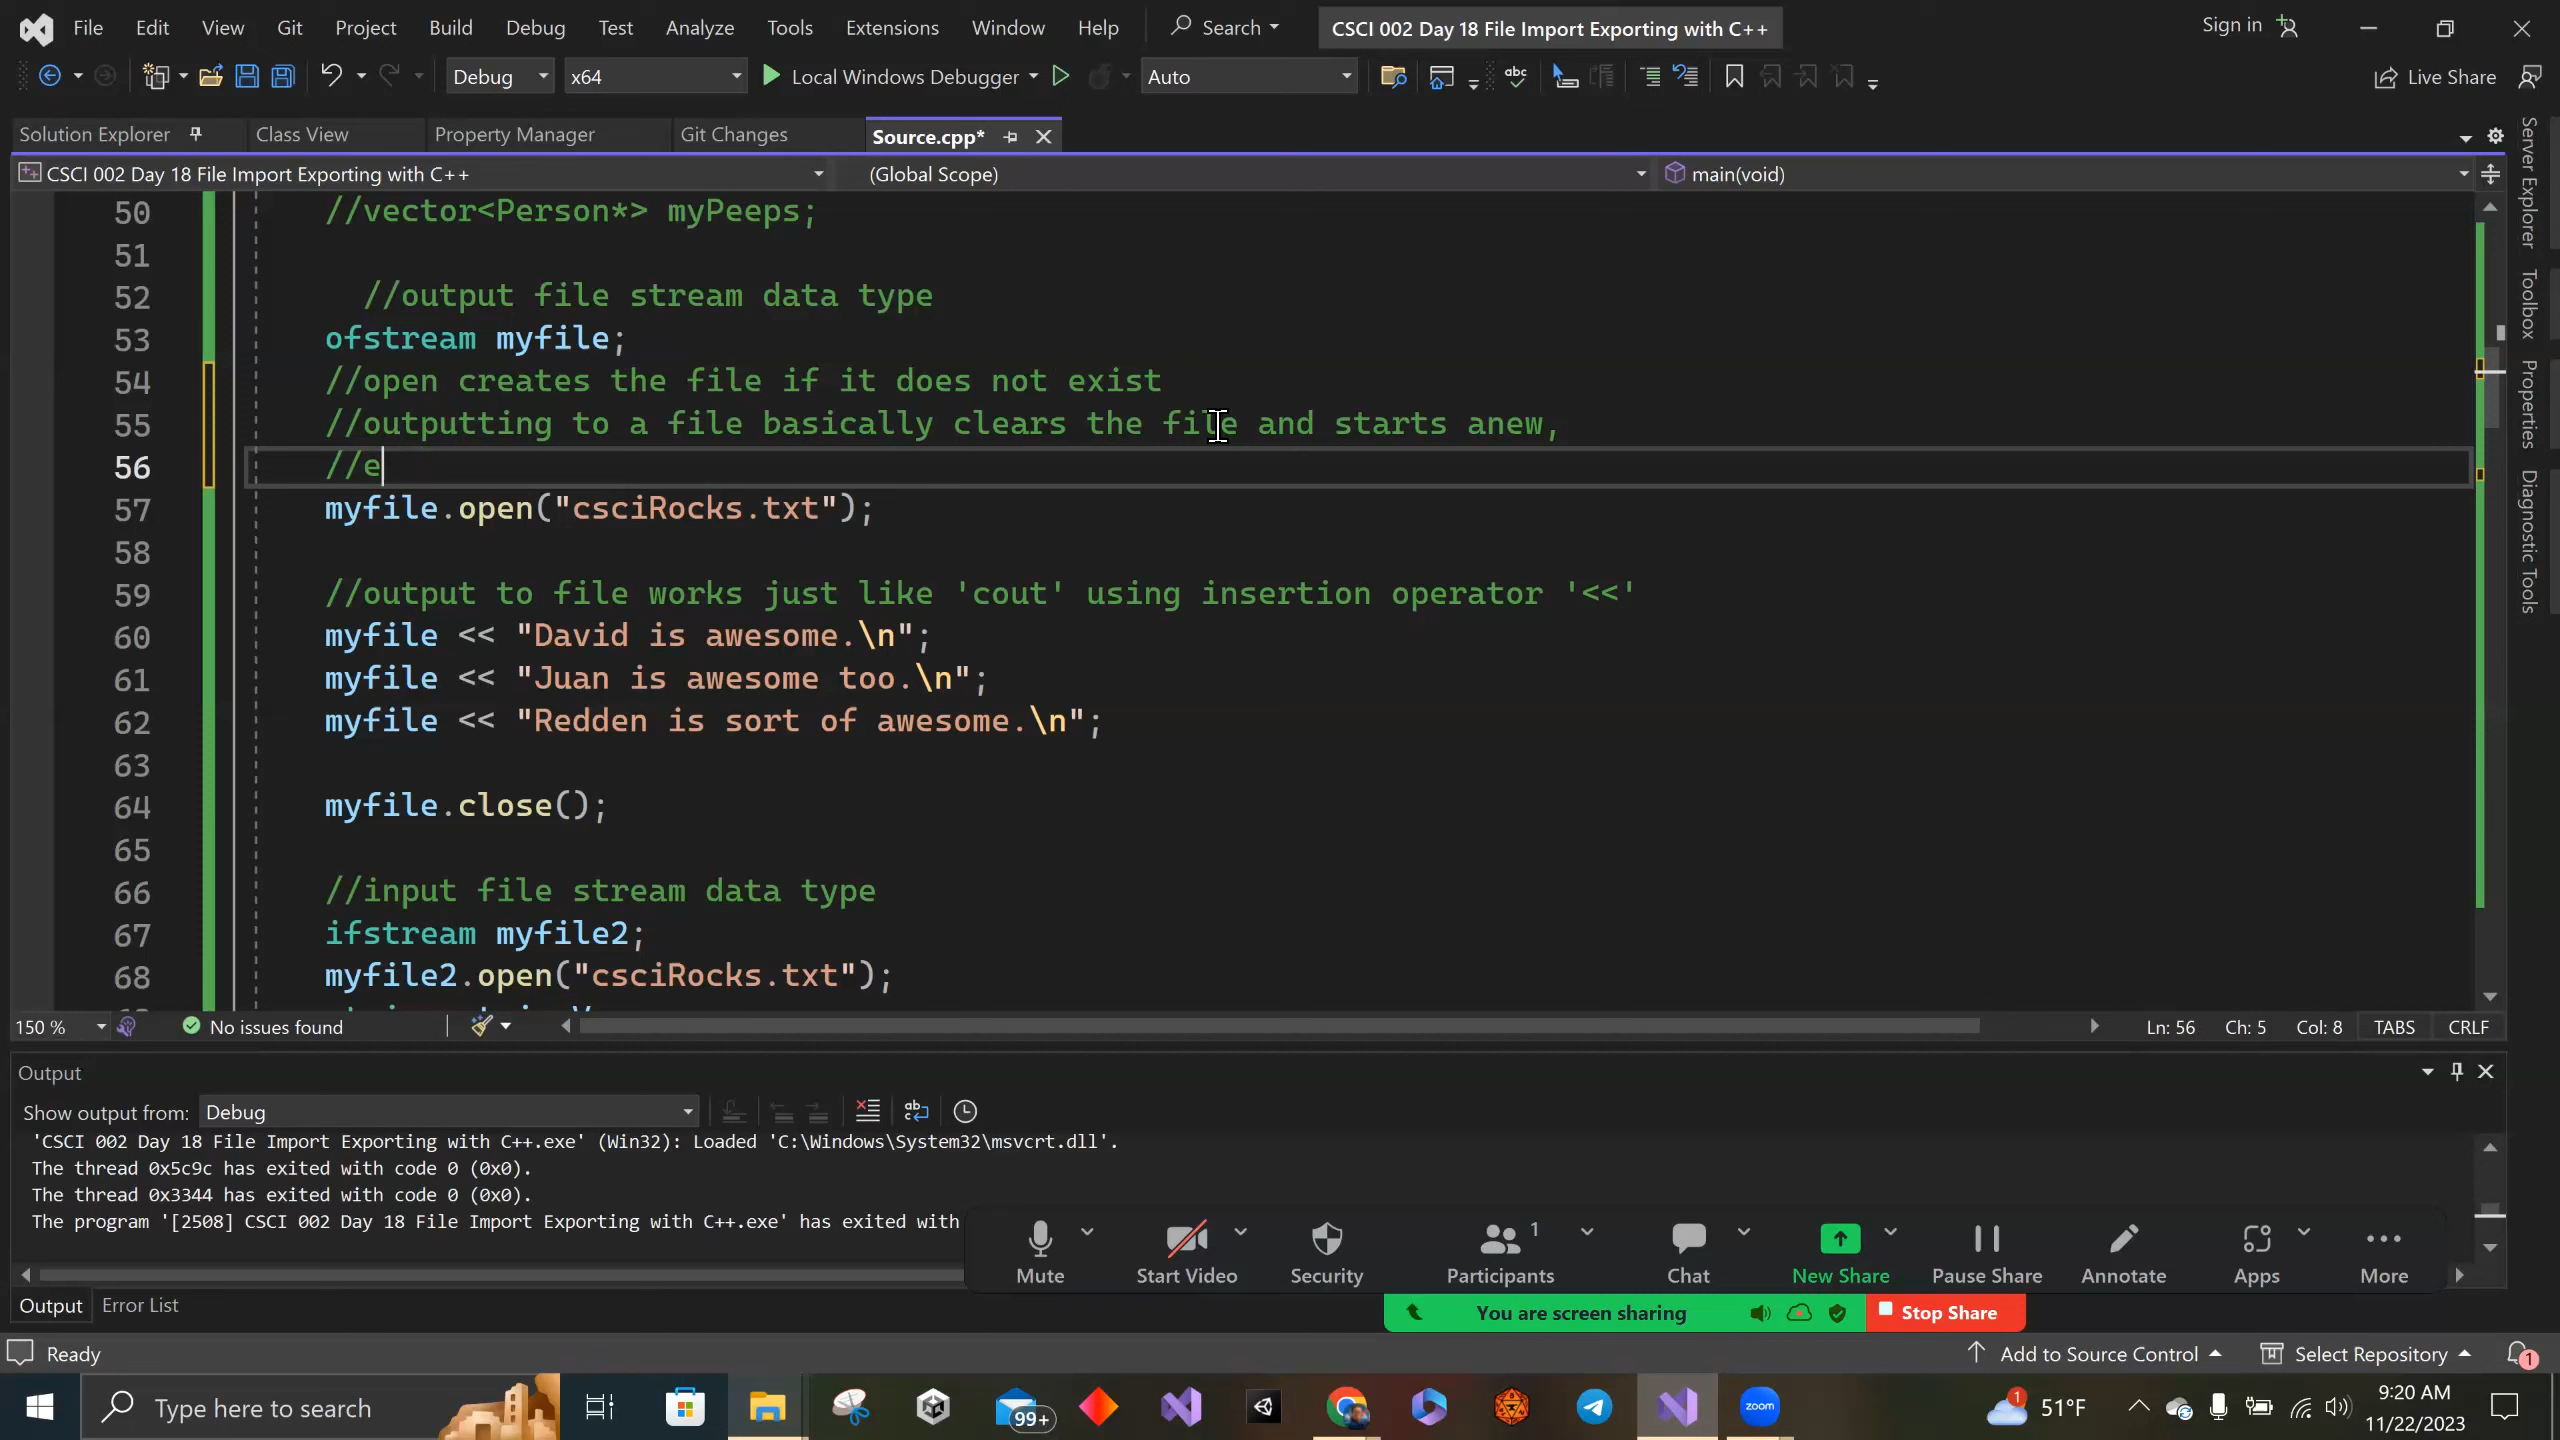 File Edit View Git Project Build Debug Test Analyze Tools Extensions Window Help Search CSCI 002 Day 18 File Import Exporting with C++ Sign in
Debug x64 Local Windows Debugger Auto Live Share
Solution Explorer Class View Property Manager Git Changes Source.cpp*
CSCI 002 Day 18 File Import Exporting with C++ (Global Scope) main(void)
50 //vector<Person*> myPeeps;
51
52 //output file stream data type
53 ofstream myfile;
54 //open creates the file if it does not exist
55 //outputting to a file basically clears the file and starts anew,
56 //e
57 myfile.open("csciRocks.txt");
58
59 //output to file works just like 'cout' using insertion operator '<<'
60 myfile << "David is awesome.\n";
61 myfile << "Juan is awesome too.\n";
62 myfile << "Redden is sort of awesome.\n";
63
64 myfile.close();
65
66 //input file stream data type
67 ifstream myfile2;
68 myfile2.open("csciRocks.txt");
Server Explorer
Toolbox
Properties
Diagnostic Tools
150 % No issues found Ln: 56 Ch: 5 Col: 8 TABS CRLF
Output
Show output from: Debug
'CSCI 002 Day 18 File Import Exporting with C++.exe' (Win32): Loaded 'C:\Windows\System32\msvcrt.dll'.
The thread 0x5c9c has exited with code 0 (0x0).
The thread 0x3344 has exited with code 0 (0x0).
The program '[2508] CSCI 002 Day 18 File Import Exporting with C++.exe' has exited with
1
Mute Start Video Security Participants Chat New Share Pause Share Annotate Apps More
Output Error List
You are screen sharing Stop Share
Ready Add to Source Control Select Repository 1
Type here to search 99+ zoom 1 51°F 9:20 AM
11/22/2023